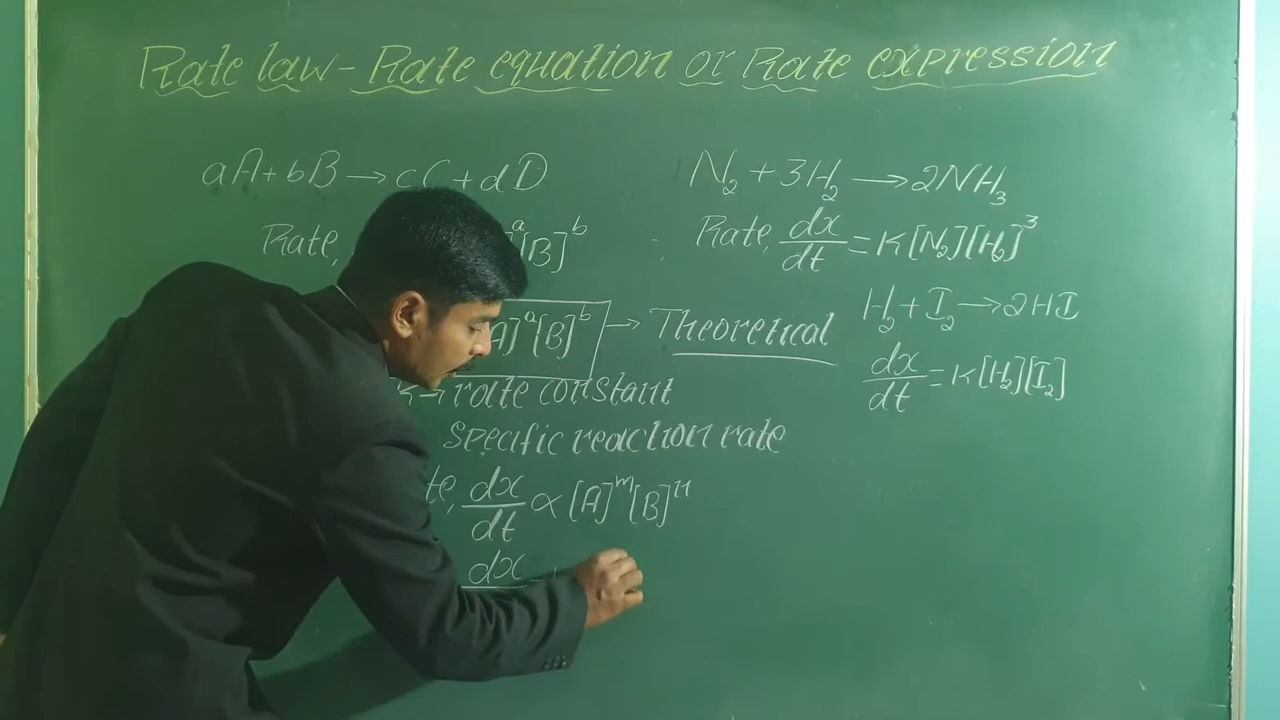 Rate law - Rate equation or Rate expression
aA + bB → cC + dD
Rate, ]ᵃ[B]ᵇ
A]ᵃ[B]ᵇ → Theoretical
K → rate constant
Specific reaction rate
te, dx/dt ∝ [A]ᵐ[B]ⁿ
dx
N₂ + 3H₂ → 2NH₃
Rate, dx/dt = K[N₂][H₂]³
H₂ + I₂ → 2HI
dx/dt = K[H₂][I₂]